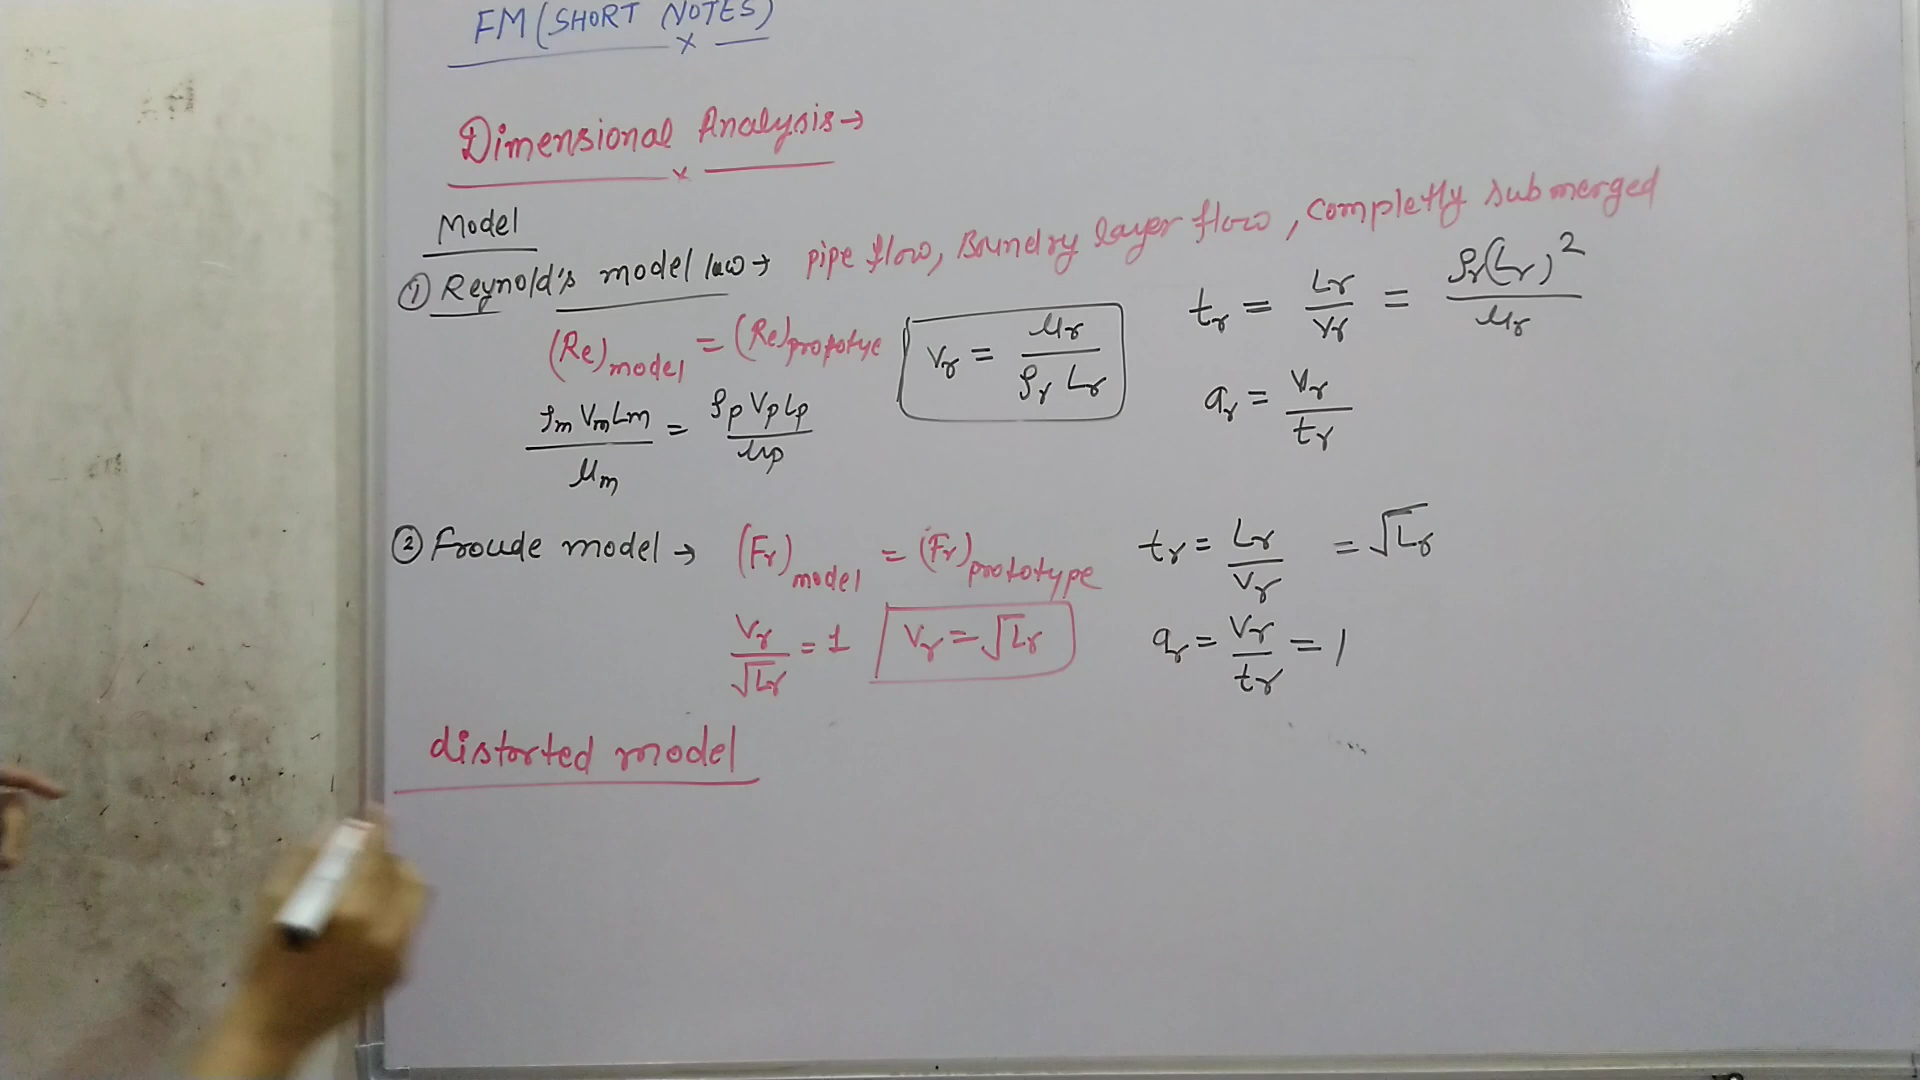 FM (SHORT NOTES)
Dimensional Analysis→
Model
① Reynold's model law → pipe flow, Boundry layer flow, completly submerged
(Re)model = (Re)prototye
ρm Vm Lm / μm = ρp Vp Lp / μp
Vr = μr / ρr Lr
tr = Lr / Vr = ρr(Lr)² / μr
ar = Vr / tr
② Froude model → (Fr)model = (Fr)prototype
Vr / √Lr = 1
Vr = √Lr
tr = Lr / Vr = √Lr
ar = Vr / tr = 1
distorted model